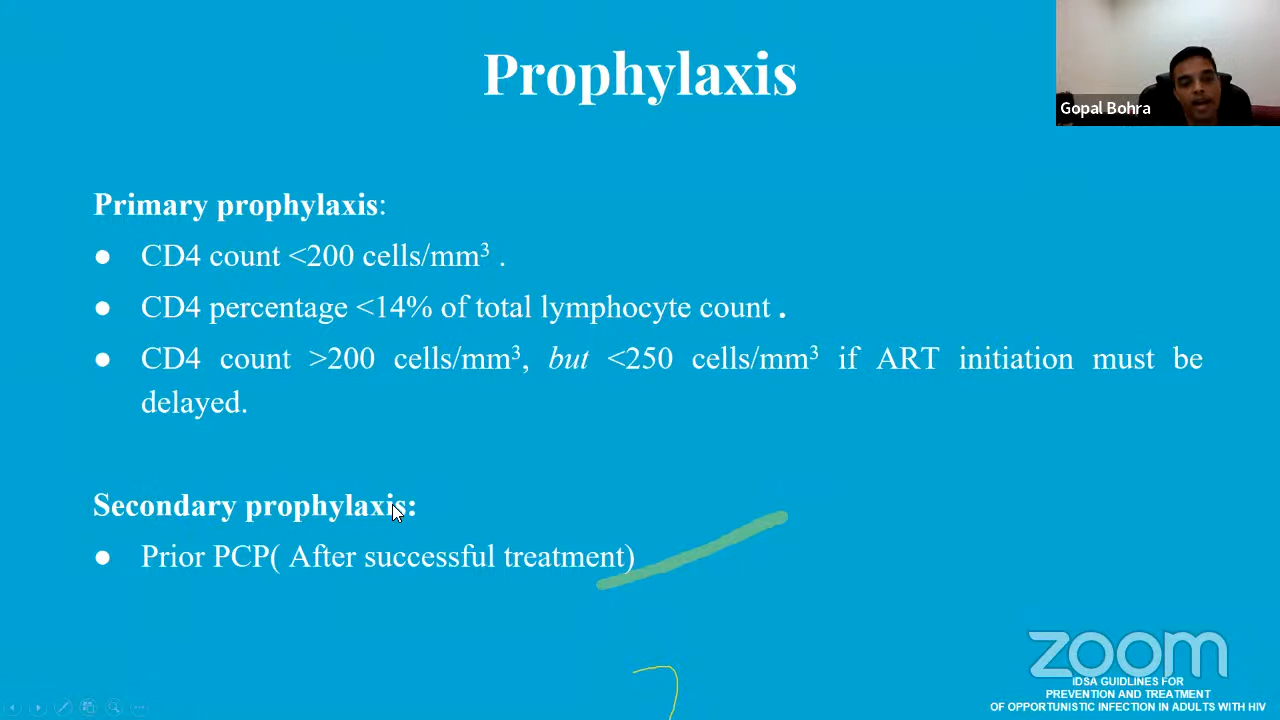 Prophylaxis
Gopal Bohra
Primary prophylaxis:
● CD4 count <200 cells/mm³ .
● CD4 percentage <14% of total lymphocyte count .
● CD4 count >200 cells/mm³, but <250 cells/mm³ if ART initiation must be
delayed.
Secondary prophylaxis:
● Prior PCP( After successful treatment)
zoom
IDSA GUIDLINES FOR
PREVENTION AND TREATMENT
OF OPPORTUNISTIC INFECTION IN ADULTS WITH HIV